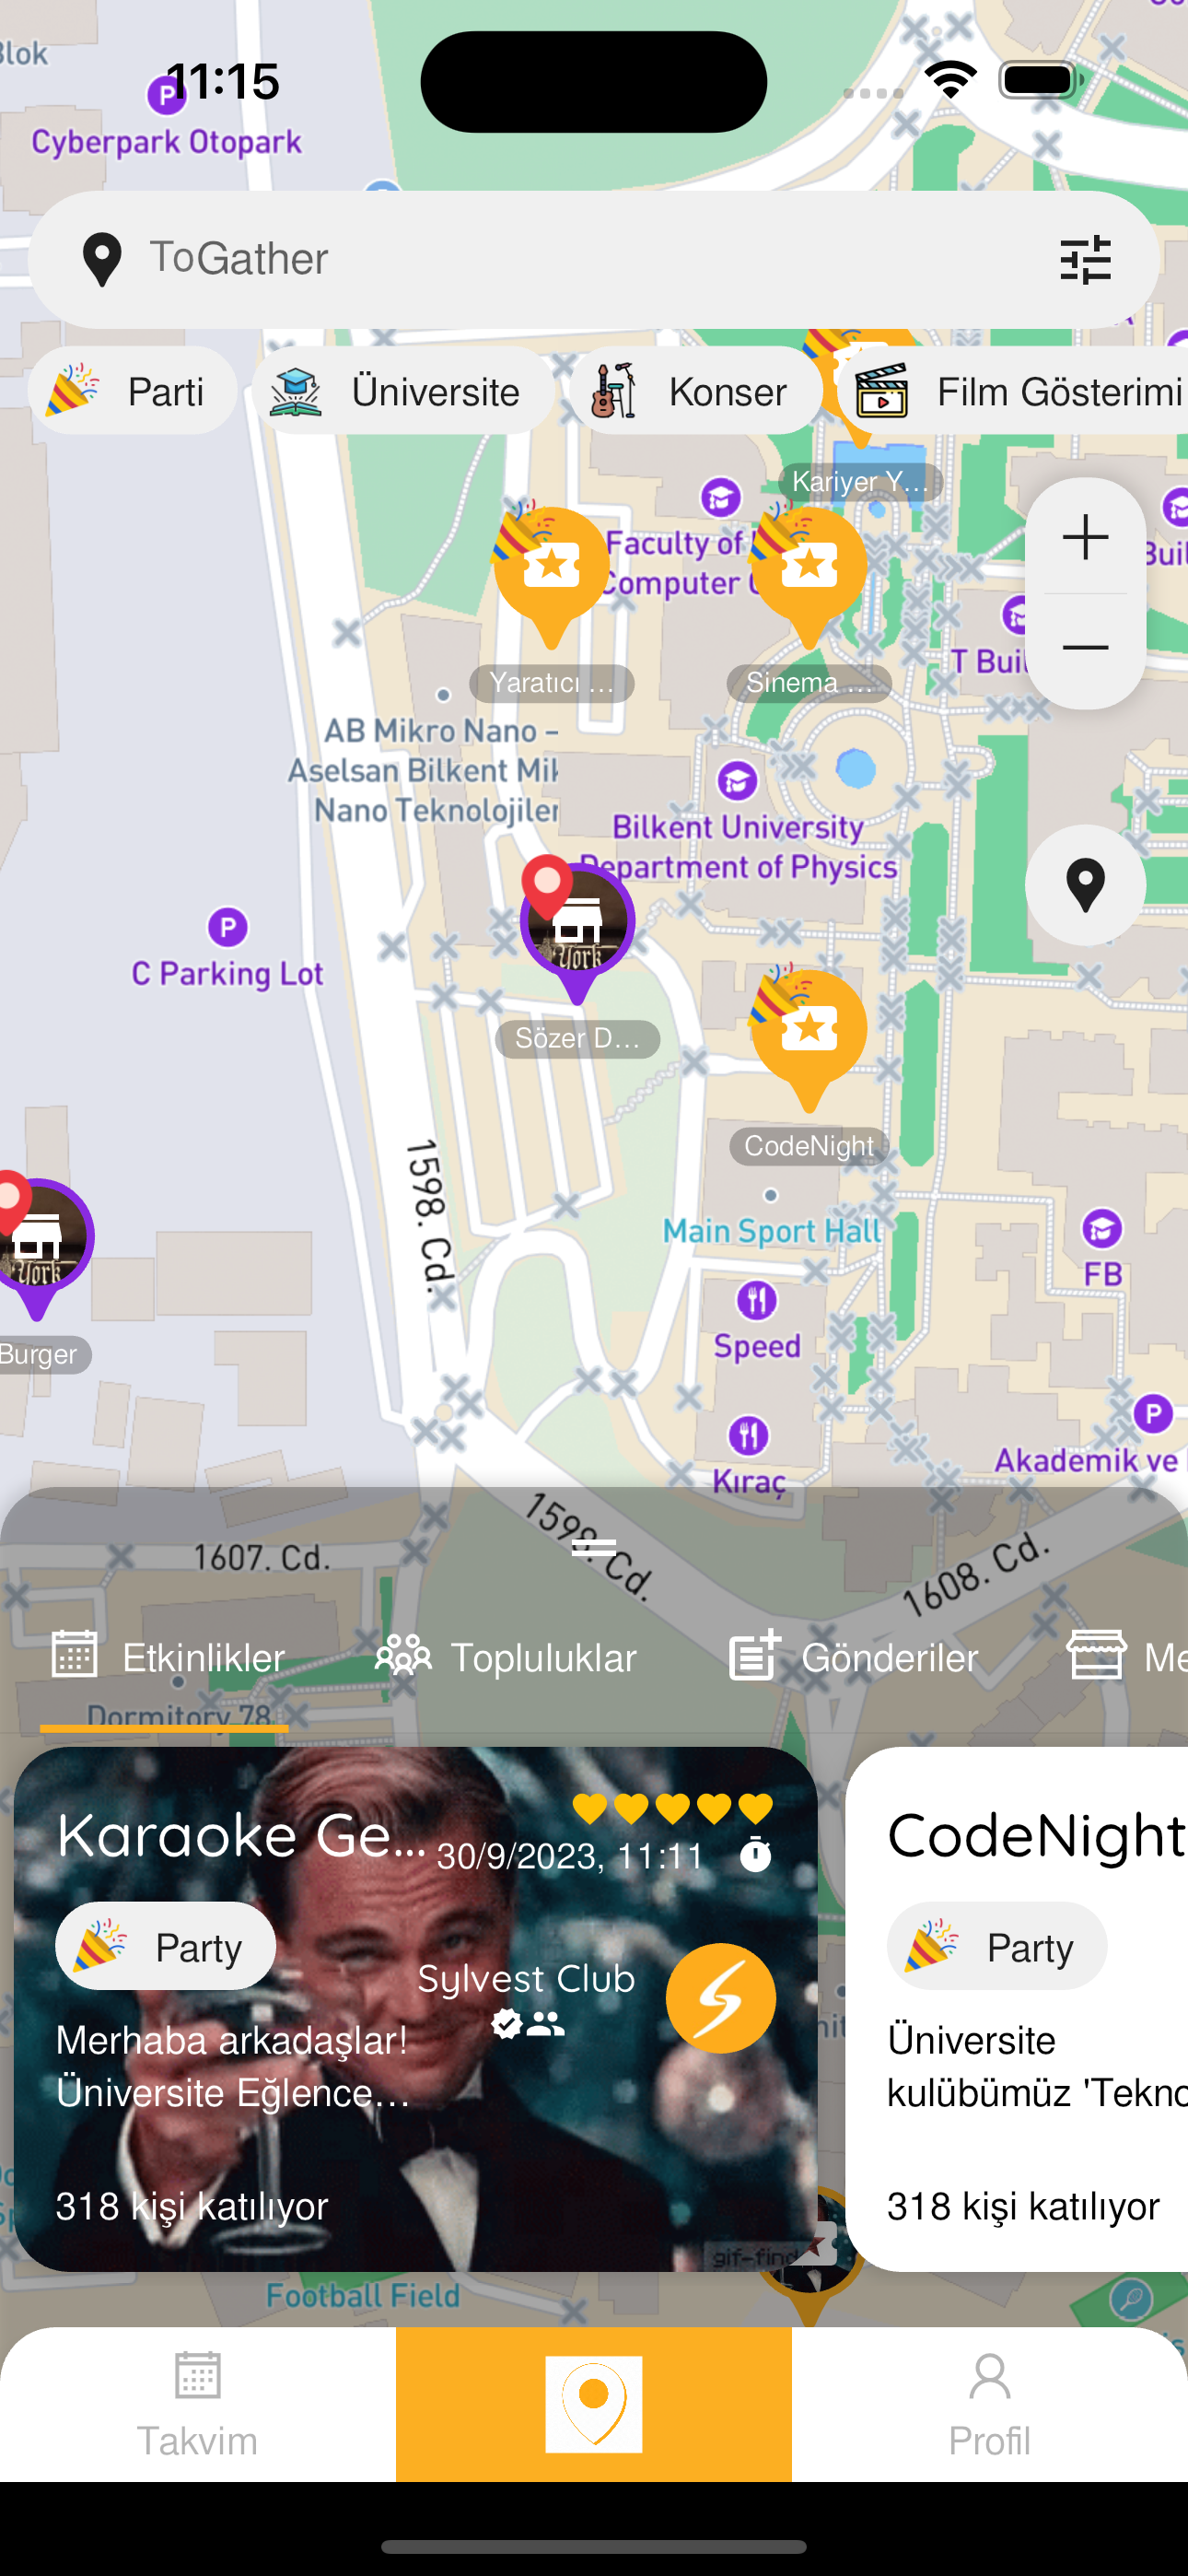 Blok
11:15
P
Cyberpark Otopark
ToGather
Parti
Üniversite
Konser
Film Gösterimi
Kariyer Y...
Faculty of
Computer
Buil
T Buil
Yaratıcı ...
Sinema ...
AB Mikro Nano -
Aselsan Bilkent Mik
Nano Teknolojiler
Bilkent University
Department of Physics
P
C Parking Lot
York
Sözer D...
CodeNight
1598. Cd.
Main Sport Hall
FB
York
Burger
Speed
P
Akademik ve
Kıraç
1598. Cd.
1607. Cd.
1608. Cd.
Etkinlikler
Topluluklar
Gönderiler
Me
Dormitory 78
Karaoke Ge...
30/9/2023, 11:11
Party
Sylvest Club
Merhaba arkadaşlar!
Üniversite Eğlence...
318 kişi katılıyor
gif-find
CodeNight
Party
Üniversite
kulübümüz 'Tekno
318 kişi katılıyor
Football Field
Takvim
Profil